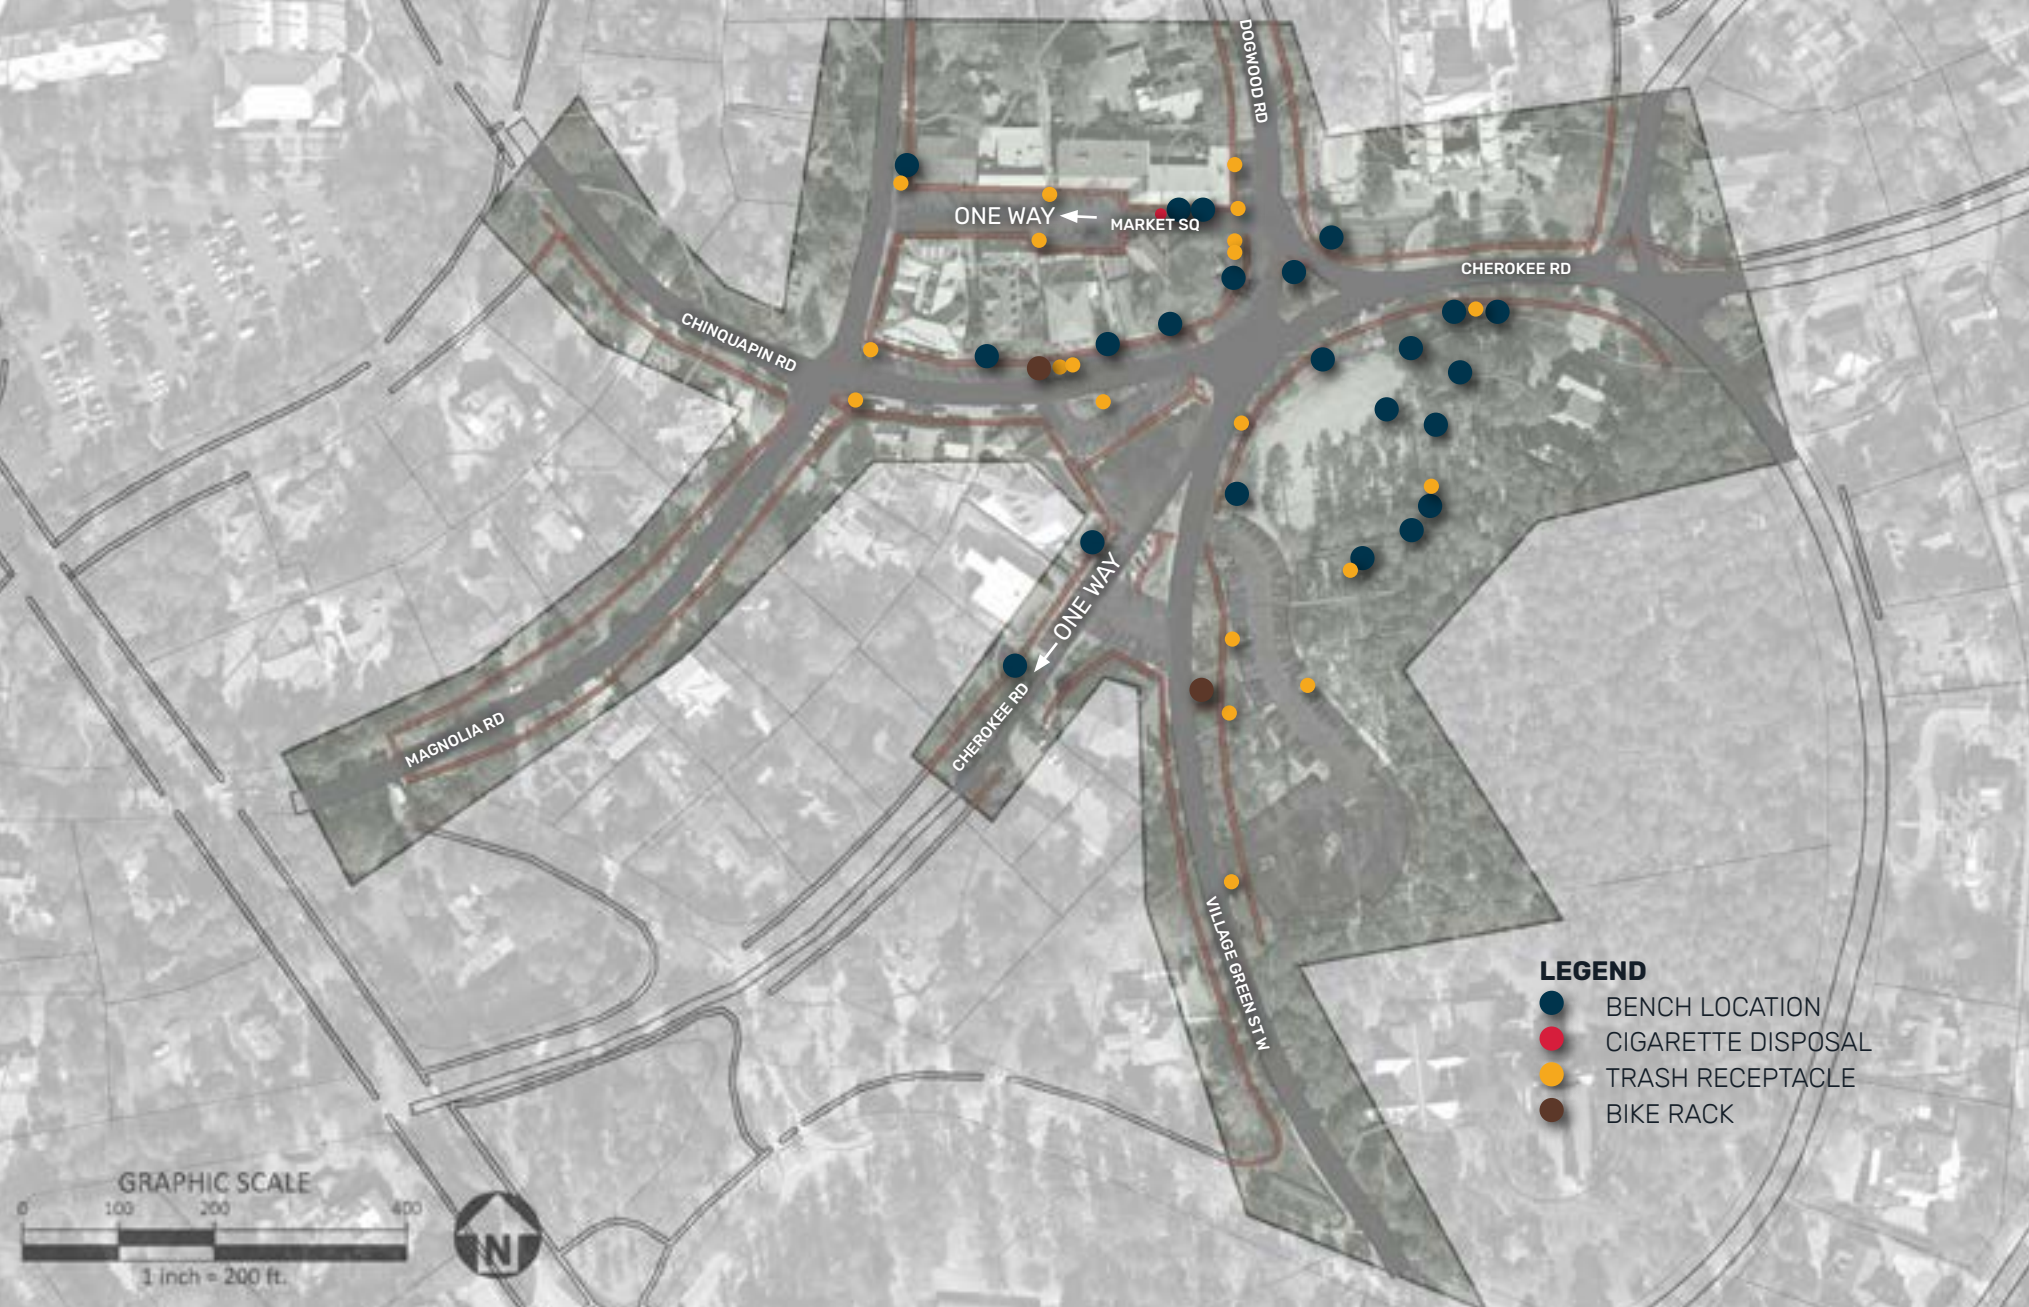 DOGWOOD RD
ONE WAY
MARKET SQ
CHEROKEE RD
CHINQUAPIN RD
ONE WAY
CHEROKEE RD
MAGNOLIA RD
VILLAGE GREEN ST W
LEGEND
BENCH LOCATION
CIGARETTE DISPOSAL
TRASH RECEPTACLE
BIKE RACK
GRAPHIC SCALE
0 100 200 400
1 inch = 200 ft.
N